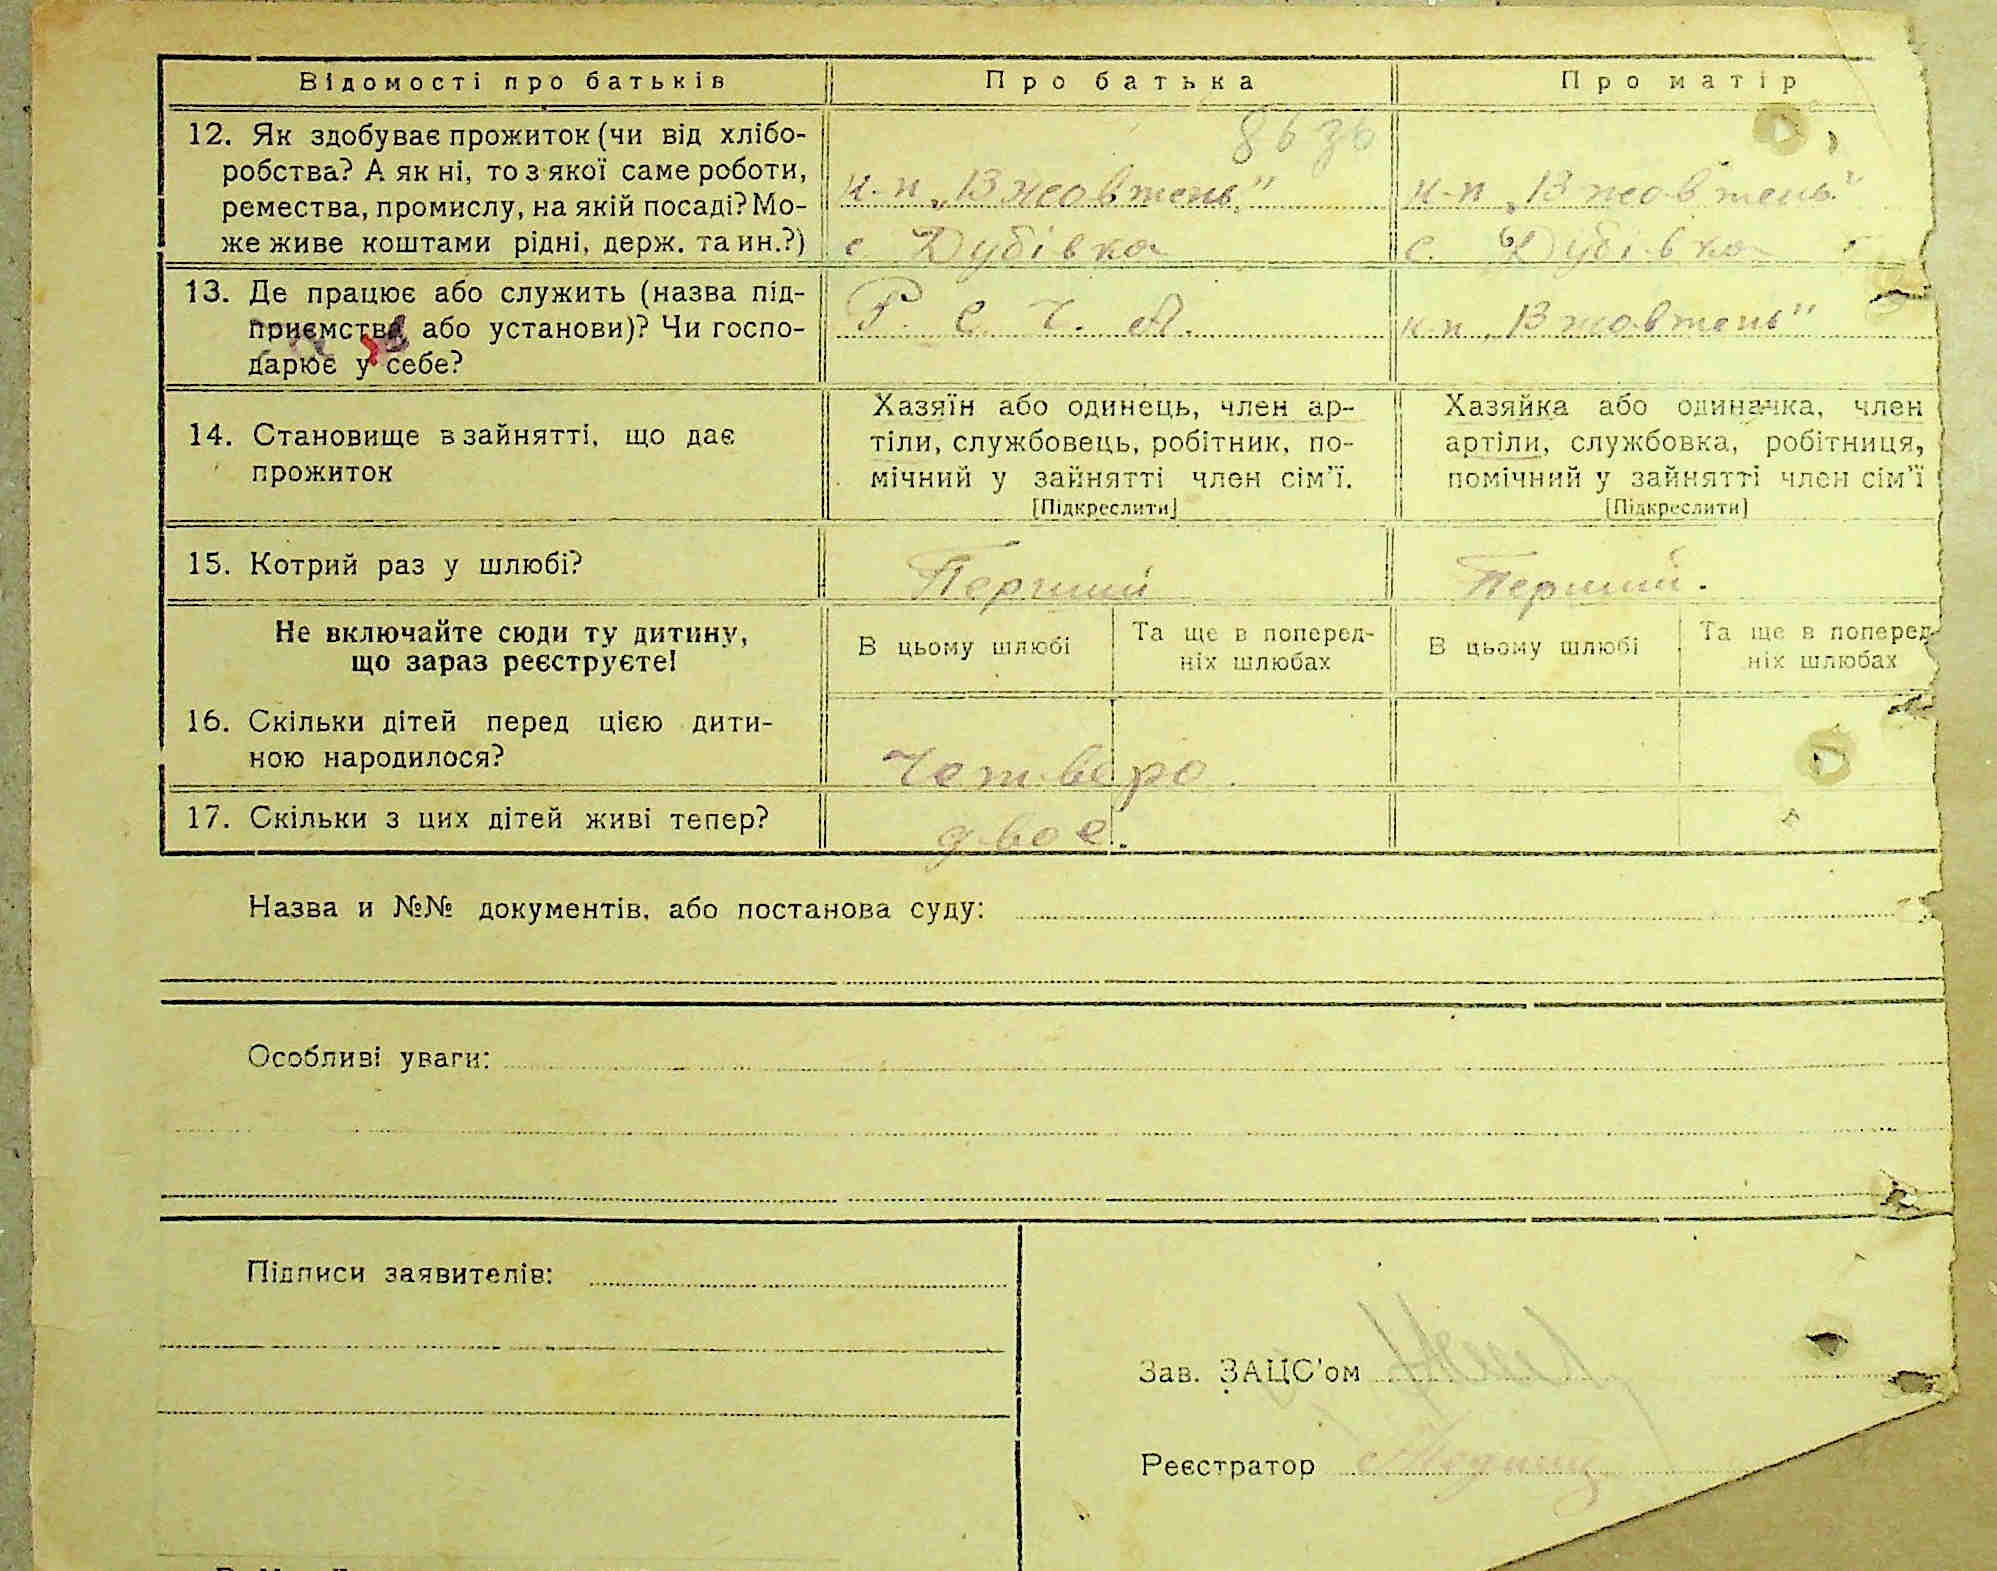 Відомості про батьків
Про батька
Про матір
12. Як здобуває прожиток (чи від хлібо-
робства? А як ні, то з якої саме роботи,
ремества, промислу, на якій посаді? Мо-
же живе коштами рідні, держ. та ин.?)
к-п „13 жовтень"
с Дубівка
к-п „13 жовтень"
с. Дубівка
13. Де працює або служить (назва під-
приємства або установи)? Чи госпо-
дарює у себе?
Р. С. Ч. А.
к-п „13 жовтень"
14. Становище в зайнятті, що дає
прожиток
Хазяїн або одинець, член ар-
тіли, службовець, робітник, по-
мічний у зайнятті член сім'ї.
[Підкреслити]
Хазяйка або одиначка, член
артіли, службовка, робітниця,
помічний у зайнятті член сім'ї
[Підкреслити]
15. Котрий раз у шлюбі?
Перший
Перший.
Не включайте сюди ту дитину,
що зараз реєструєте!
В цьому шлюбі
Та ще в поперед-
ніх шлюбах
В цьому шлюбі
Та ще в поперед-
ніх шлюбах
16. Скільки дітей перед цією дити-
ною народилося?
Четверо.
17. Скільки з цих дітей живі тепер?
двоє.
Назва и №№ документів, або постанова суду:
Особливі уваги:
Підписи заявителів:
Зав. ЗАЦС'ом
Реєстратор